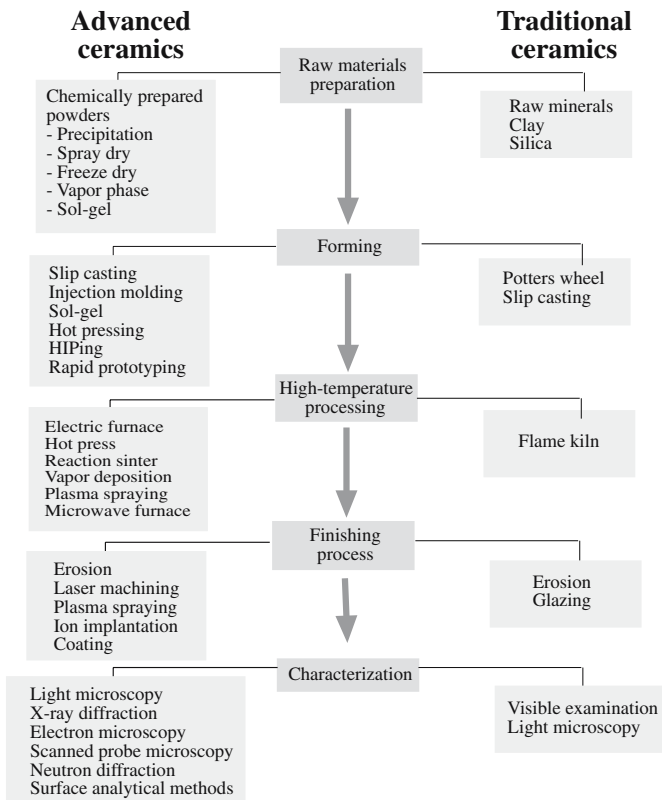 Advanced
ceramics
Traditional
ceramics
Raw materials
preparation
Chemically prepared
powders
- Precipitation
- Spray dry
- Freeze dry
- Vapor phase
- Sol-gel
Raw minerals
Clay
Silica
Forming
Slip casting
Injection molding
Sol-gel
Hot pressing
HIPing
Rapid prototyping
Potters wheel
Slip casting
High-temperature
processing
Electric furnace
Hot press
Reaction sinter
Vapor deposition
Plasma spraying
Microwave furnace
Flame kiln
Finishing
process
Erosion
Laser machining
Plasma spraying
Ion implantation
Coating
Erosion
Glazing
Characterization
Light microscopy
X-ray diffraction
Electron microscopy
Scanned probe microscopy
Neutron diffraction
Surface analytical methods
Visible examination
Light microscopy